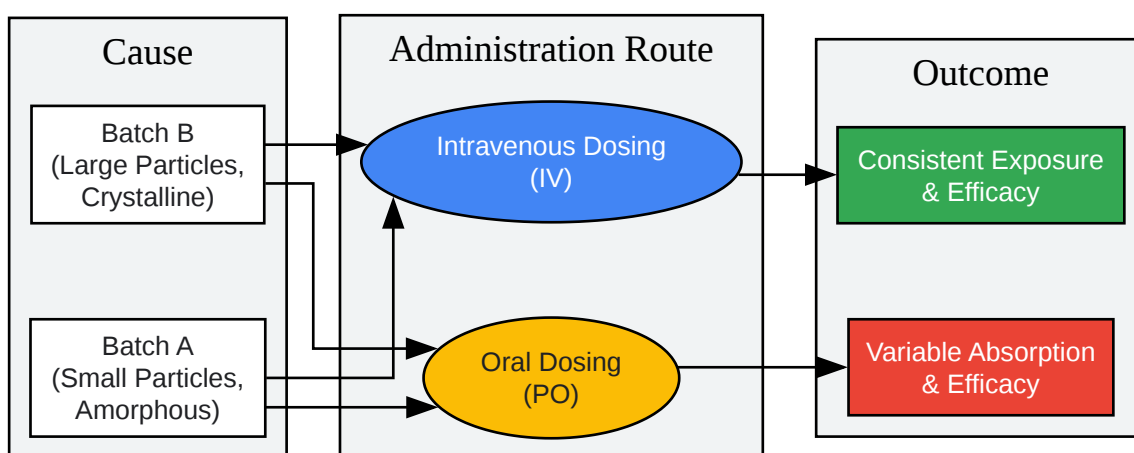 Cause
Batch B
(Large Particles,
Crystalline)
Batch A
(Small Particles,
Amorphous)
Administration Route
Intravenous Dosing
(IV)
Oral Dosing
(PO)
Outcome
Consistent Exposure
& Efficacy
Variable Absorption
& Efficacy